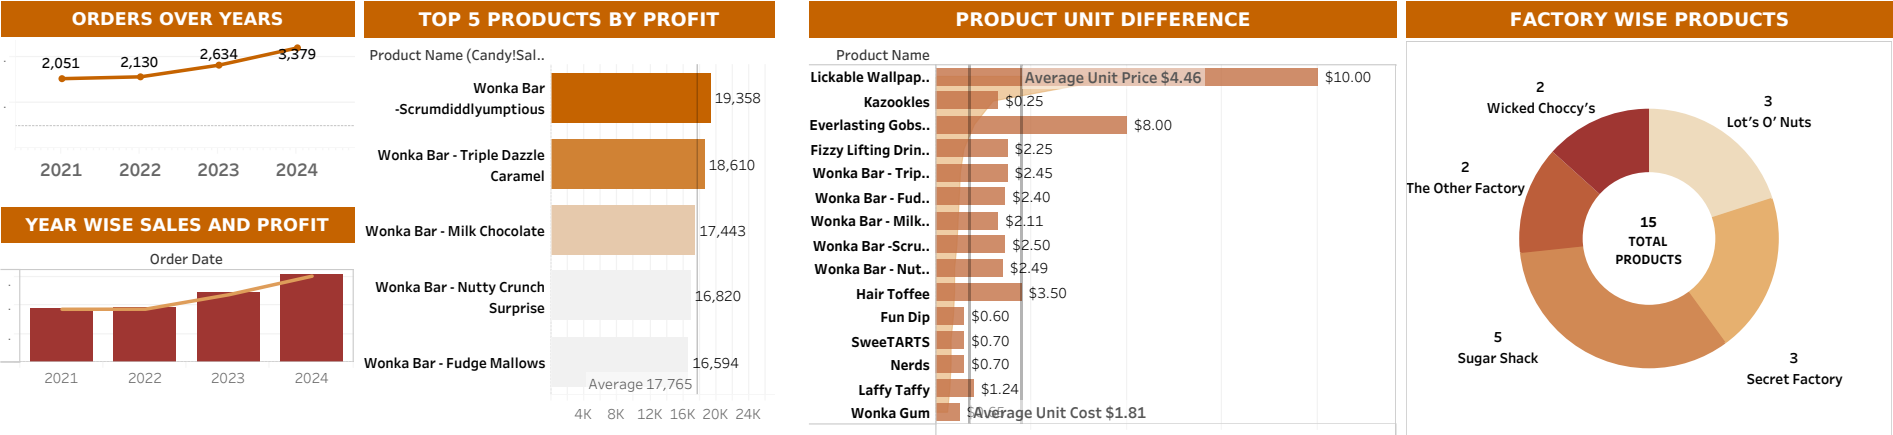 ORDERS OVER YEARS
2,051
2,130
2,634
3,379
2021
2022
2023
2024
YEAR WISE SALES AND PROFIT
Order Date
2021
2022
2023
2024
TOP 5 PRODUCTS BY PROFIT
Product Name (Candy!Sal..
Wonka Bar
-Scrumdiddlyumptious
19,358
Wonka Bar - Triple Dazzle
Caramel
18,610
Wonka Bar - Milk Chocolate
17,443
Wonka Bar - Nutty Crunch
Surprise
16,820
Wonka Bar - Fudge Mallows
16,594
Average 17,765
4K
8K
12K
16K
20K
24K
PRODUCT UNIT DIFFERENCE
Product Name
Lickable Wallpap..
Average Unit Price $4.46
$10.00
Kazookles
$0.25
Everlasting Gobs..
$8.00
Fizzy Lifting Drin..
$2.25
Wonka Bar - Trip..
$2.45
Wonka Bar - Fud..
$2.40
Wonka Bar - Milk..
$2.11
Wonka Bar -Scru..
$2.50
Wonka Bar - Nut..
$2.49
Hair Toffee
$3.50
Fun Dip
$0.60
SweeTARTS
$0.70
Nerds
$0.70
Laffy Taffy
$1.24
Wonka Gum
Average Unit Cost $1.81
FACTORY WISE PRODUCTS
2
Wicked Choccy's
3
Lot's O' Nuts
2
The Other Factory
15
TOTAL
PRODUCTS
5
Sugar Shack
3
Secret Factory